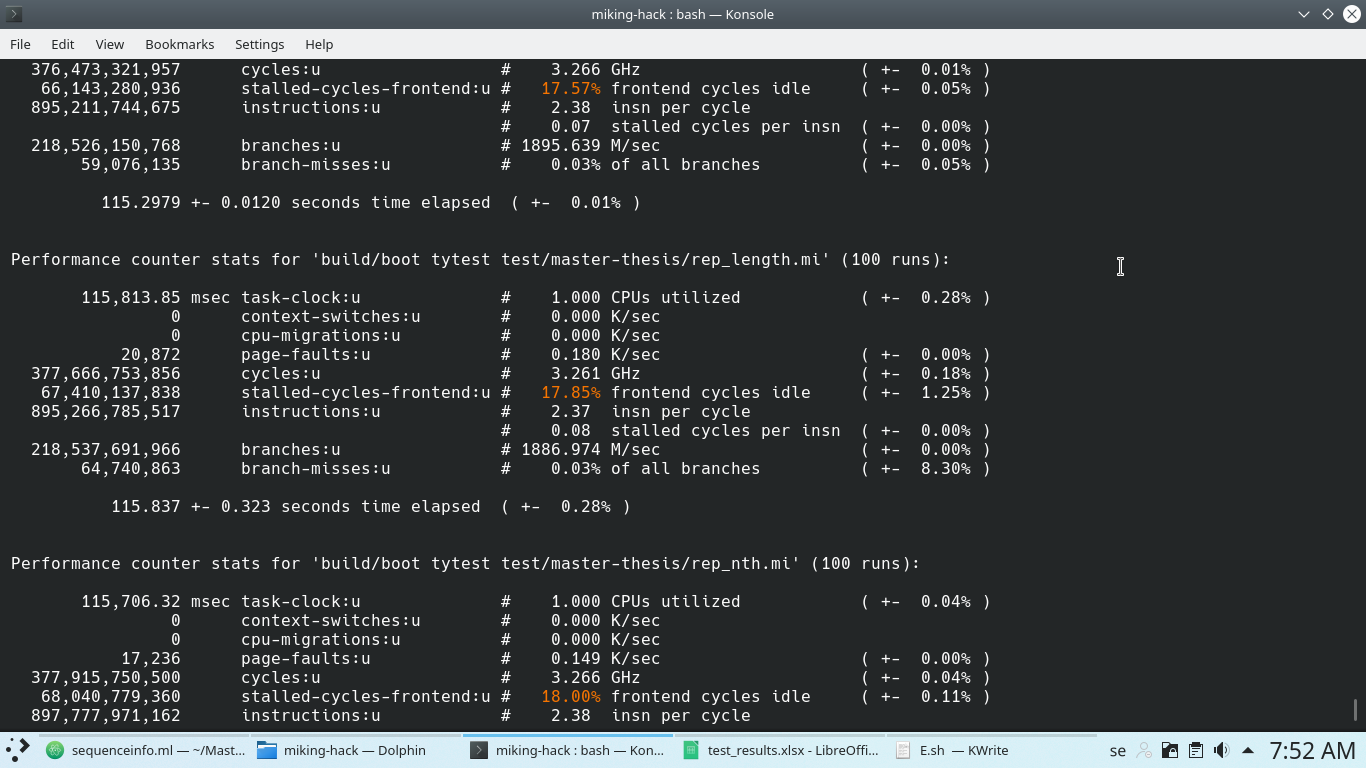 miking-hack : bash — Konsole
File Edit View Bookmarks Settings Help
376,473,321,957 cycles:u # 3.266 GHz ( +- 0.01% )
66,143,280,936 stalled-cycles-frontend:u # 17.57% frontend cycles idle ( +- 0.05% )
895,211,744,675 instructions:u # 2.38 insn per cycle
# 0.07 stalled cycles per insn ( +- 0.00% )
218,526,150,768 branches:u # 1895.639 M/sec ( +- 0.00% )
59,076,135 branch-misses:u # 0.03% of all branches ( +- 0.05% )
115.2979 +- 0.0120 seconds time elapsed ( +- 0.01% )
Performance counter stats for 'build/boot tytest test/master-thesis/rep_length.mi' (100 runs):
115,813.85 msec task-clock:u # 1.000 CPUs utilized ( +- 0.28% )
0 context-switches:u # 0.000 K/sec
0 cpu-migrations:u # 0.000 K/sec
20,872 page-faults:u # 0.180 K/sec ( +- 0.00% )
377,666,753,856 cycles:u # 3.261 GHz ( +- 0.18% )
67,410,137,838 stalled-cycles-frontend:u # 17.85% frontend cycles idle ( +- 1.25% )
895,266,785,517 instructions:u # 2.37 insn per cycle
# 0.08 stalled cycles per insn ( +- 0.00% )
218,537,691,966 branches:u # 1886.974 M/sec ( +- 0.00% )
64,740,863 branch-misses:u # 0.03% of all branches ( +- 8.30% )
115.837 +- 0.323 seconds time elapsed ( +- 0.28% )
Performance counter stats for 'build/boot tytest test/master-thesis/rep_nth.mi' (100 runs):
115,706.32 msec task-clock:u # 1.000 CPUs utilized ( +- 0.04% )
0 context-switches:u # 0.000 K/sec
0 cpu-migrations:u # 0.000 K/sec
17,236 page-faults:u # 0.149 K/sec ( +- 0.00% )
377,915,750,500 cycles:u # 3.266 GHz ( +- 0.04% )
68,040,779,360 stalled-cycles-frontend:u # 18.00% frontend cycles idle ( +- 0.11% )
897,777,971,162 instructions:u # 2.38 insn per cycle
sequenceinfo.ml — ~/Mast... miking-hack — Dolphin miking-hack : bash — Kon... test_results.xlsx - LibreOffi... E.sh — KWrite se 7:52 AM